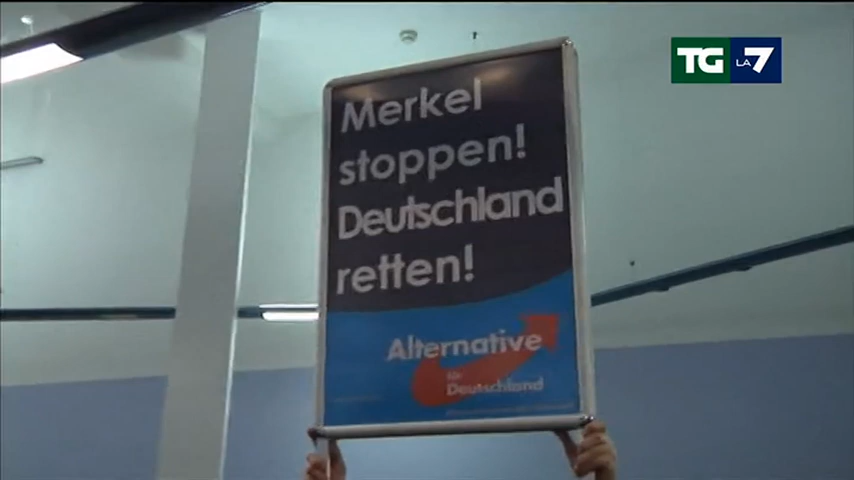 TG LA 7
Merkel
stoppen!
Deutschland
retten!
Alternative
für
Deutschland